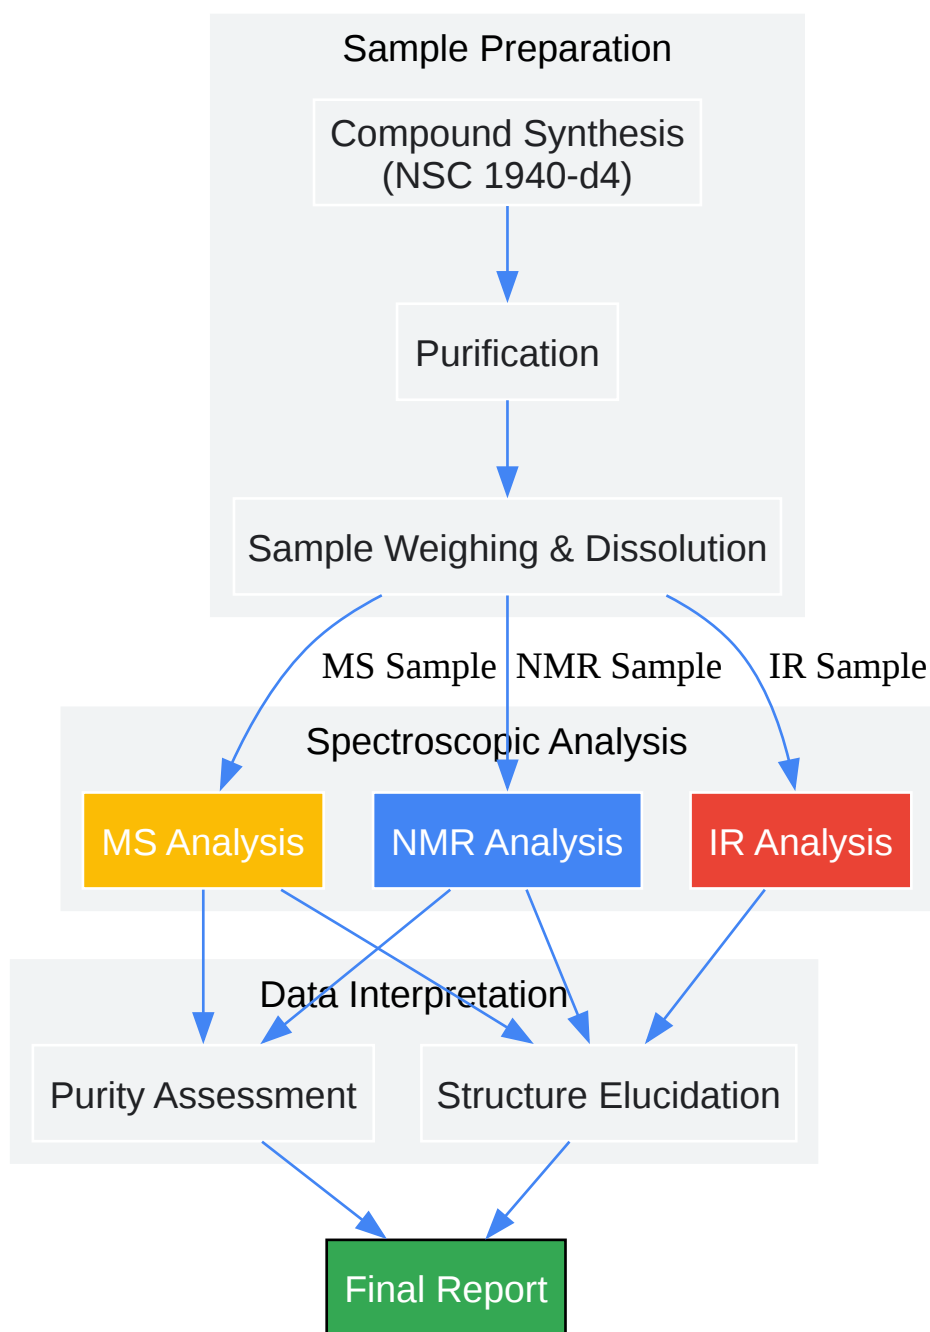 Sample Preparation
Compound Synthesis
(NSC 1940-d4)
Purification
Sample Weighing & Dissolution
MS Sample
NMR Sample
IR Sample
Spectroscopic Analysis
MS Analysis
NMR Analysis
IR Analysis
Data Interpretation
Purity Assessment
Structure Elucidation
Final Report